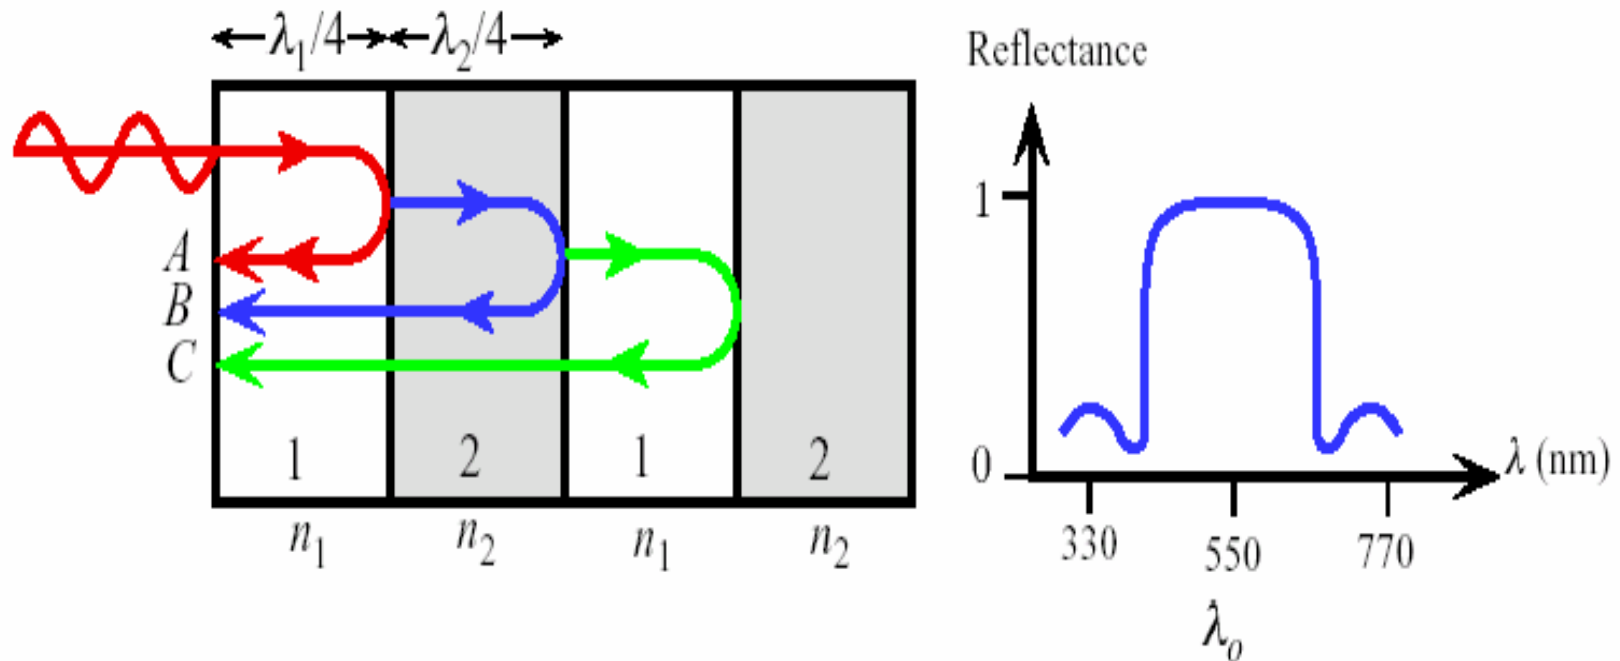 λ₁/4 λ₂/4
A
B
C
1 2 1 2
n₁ n₂ n₁ n₂
Reflectance
1
0
λ (nm)
330 550 770
λₒ